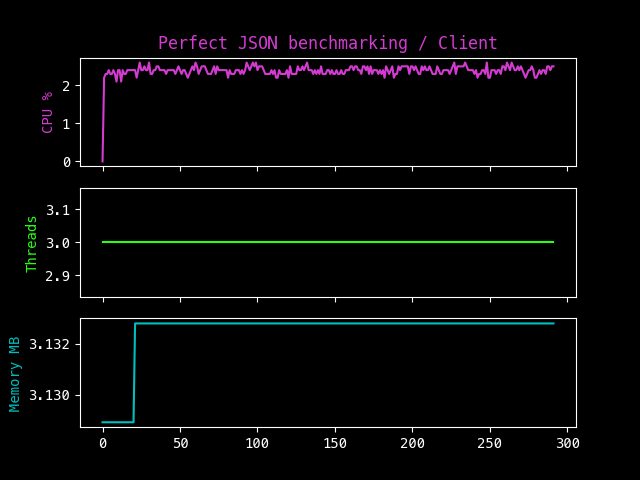 Perfect JSON benchmarking / Client
CPU %
2
1
0
Threads
3.1
3.0
2.9
Memory MB
3.132
3.130
0 50 100 150 200 250 300